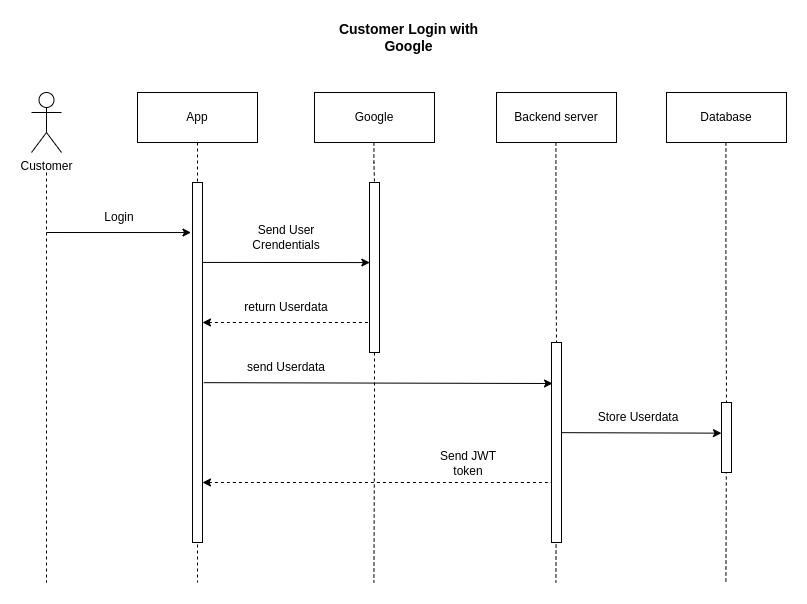 Customer Login with
Google
App
Google
Backend server
Database
Customer
Login
Send User
Crendentials
return Userdata
send Userdata
Store Userdata
Send JWT
token